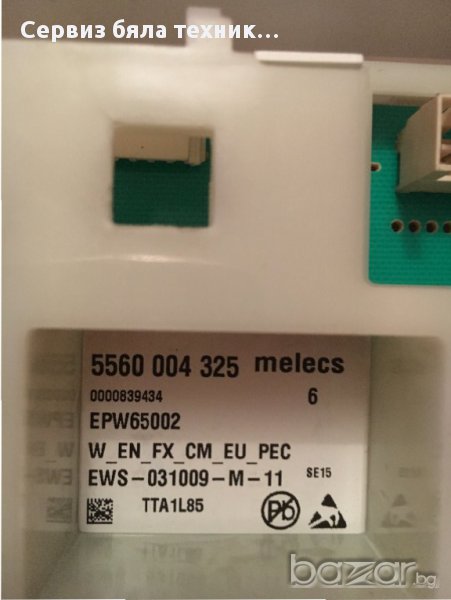 Сервиз бяла техник...
5560 004 325 melecs
0000839434 6
EPW65002
W_EN_FX_CM_EU_PEC
EWS-031009-M-11 SE15
TTA1L85 Pb
bazar.bg